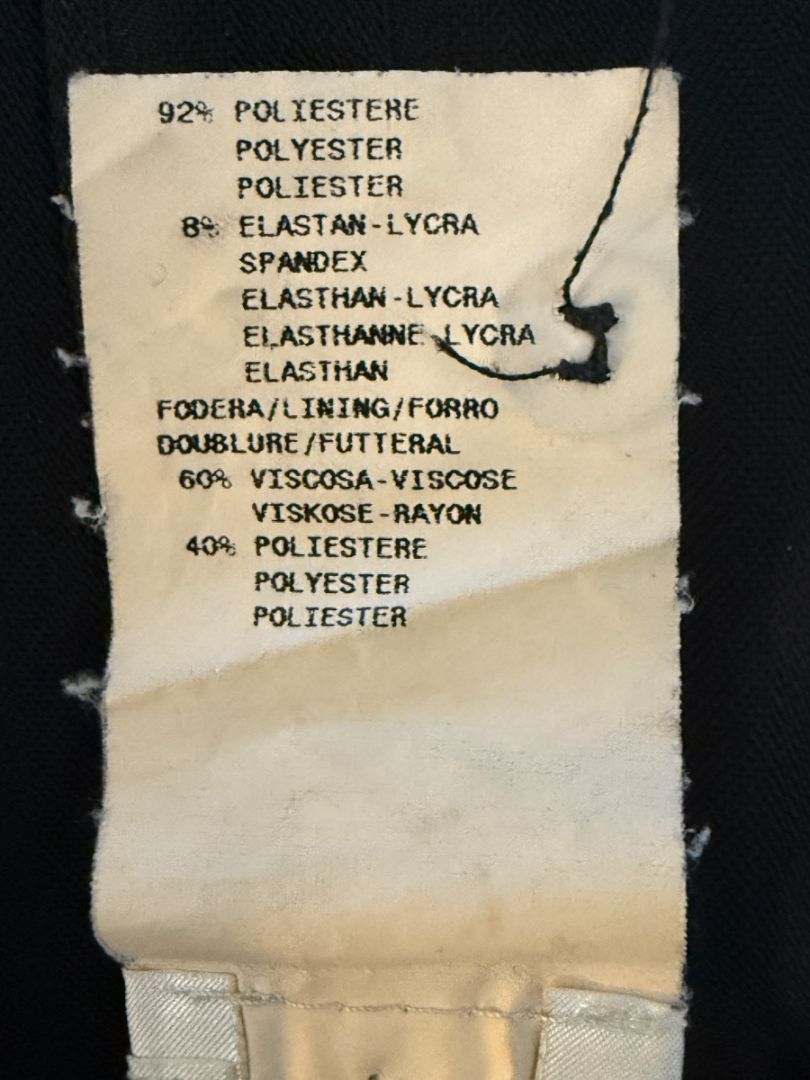 92% POLIESTERE
POLYESTER
POLIESTER
8% ELASTAN-LYCRA
SPANDEX
ELASTHAN-LYCRA
ELASTHANNE-LYCRA
ELASTHAN
FODERA/LINING/FORRO
DOUBLURE/FUTTERAL
60% VISCOSA-VISCOSE
VISKOSE-RAYON
40% POLIESTERE
POLYESTER
POLIESTER